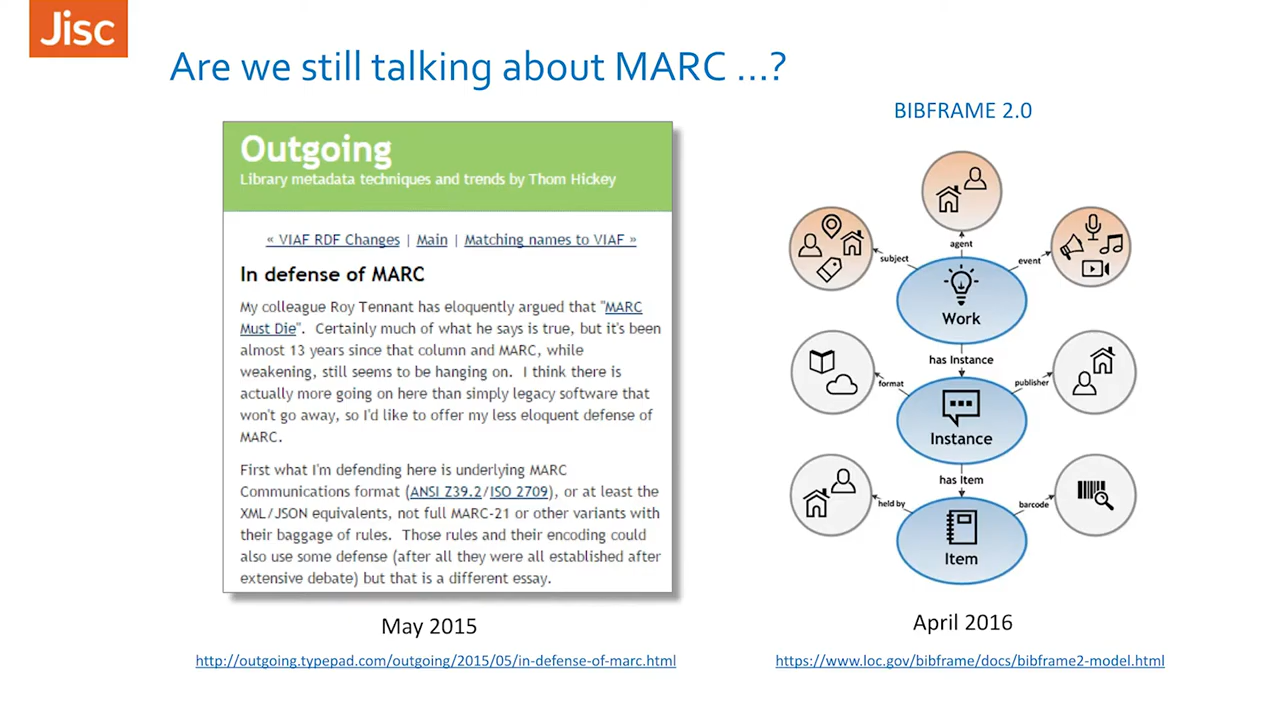 Jisc
Are we still talking about MARC ...?
Outgoing
Library metadata techniques and trends by Thom Hickey
« VIAF RDF Changes | Main | Matching names to VIAF »
In defense of MARC
My colleague Roy Tennant has eloquently argued that "MARC
Must Die". Certainly much of what he says is true, but it's been
almost 13 years since that column and MARC, while
weakening, still seems to be hanging on. I think there is
actually more going on here than simply legacy software that
won't go away, so I'd like to offer my less eloquent defense of
MARC.
First what I'm defending here is underlying MARC
Communications format (ANSI Z39.2/ISO 2709), or at least the
XML/JSON equivalents, not full MARC-21 or other variants with
their baggage of rules. Those rules and their encoding could
also use some defense (after all they were all established after
extensive debate) but that is a different essay.
May 2015
http://outgoing.typepad.com/outgoing/2015/05/in-defense-of-marc.html
BIBFRAME 2.0
agent
subject
event
Work
has Instance
format
publisher
Instance
has Item
held by
barcode
Item
April 2016
https://www.loc.gov/bibframe/docs/bibframe2-model.html